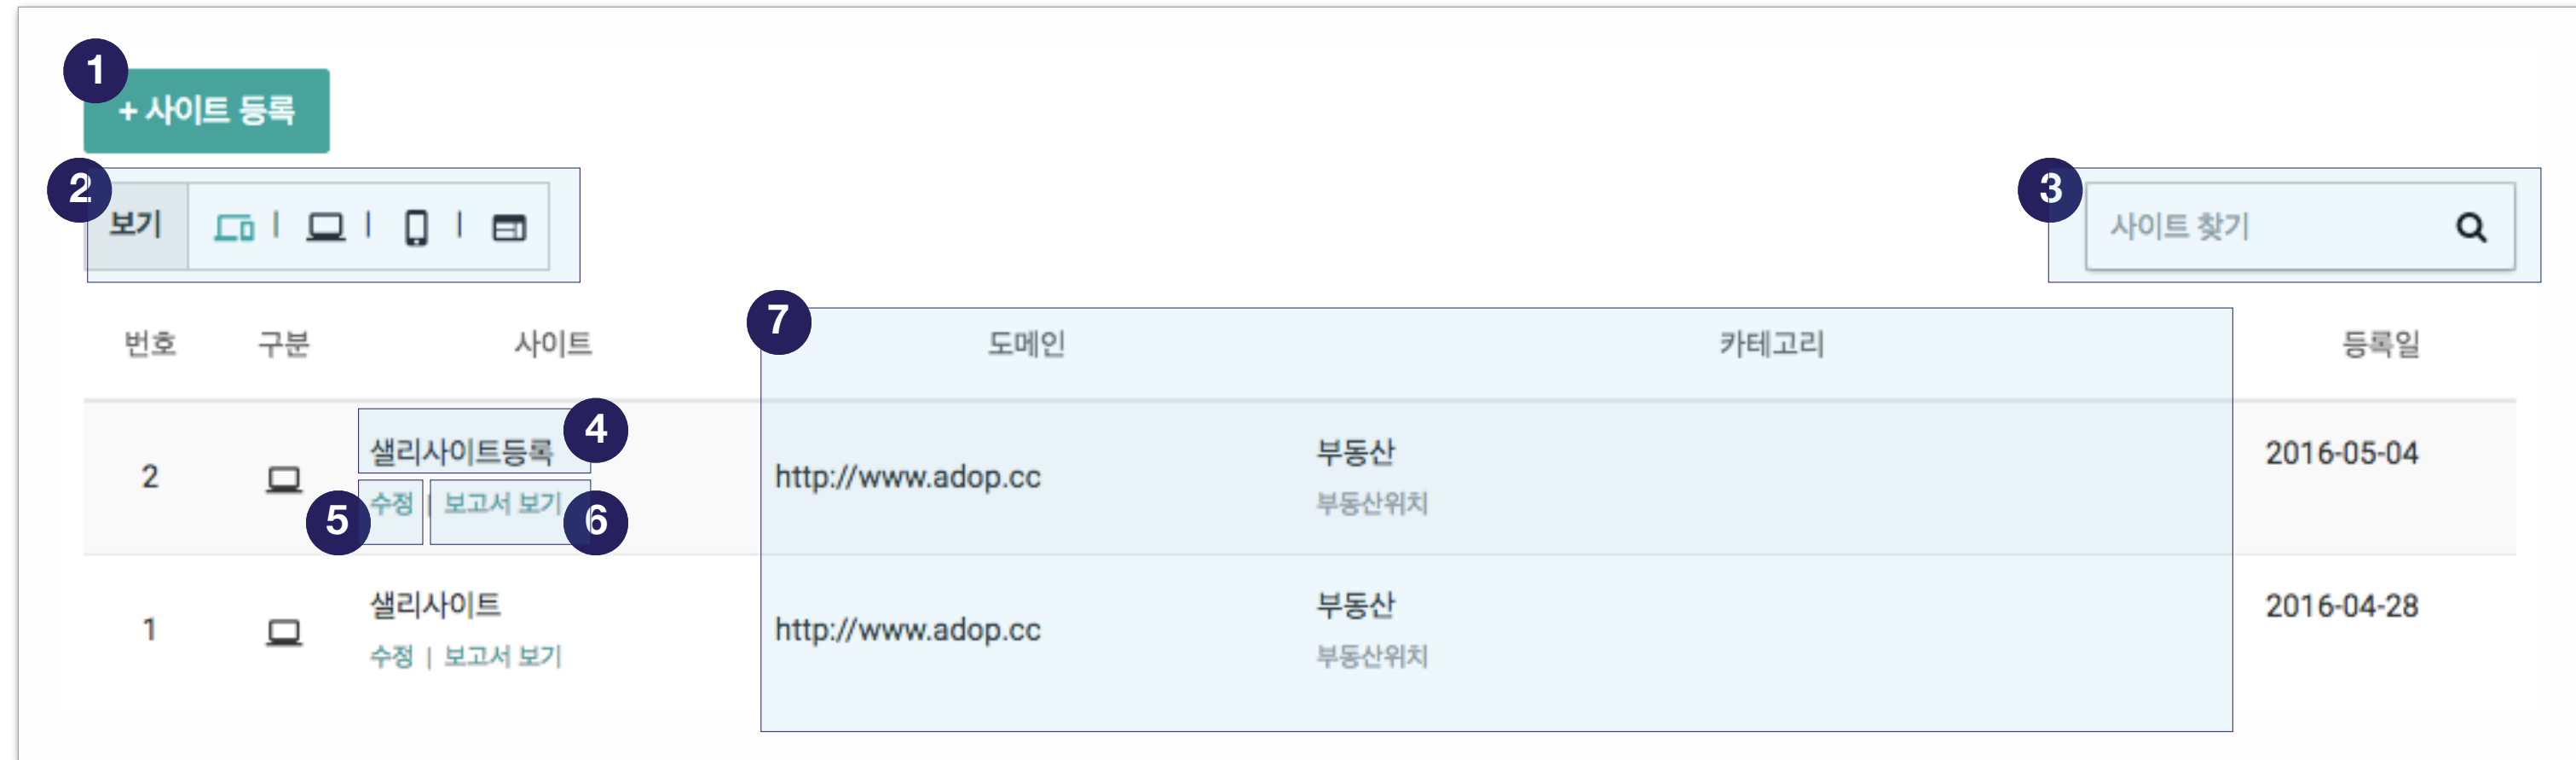 1
+ 사이트 등록
2
보기
3
사이트 찾기
번호 구분 사이트 7 도메인 카테고리 등록일
2 샐리사이트등록 4 http://www.adop.cc 부동산 2016-05-04
5 수정 | 보고서 보기 6 부동산위치
1 샐리사이트 http://www.adop.cc 부동산 2016-04-28
수정 | 보고서 보기 부동산위치